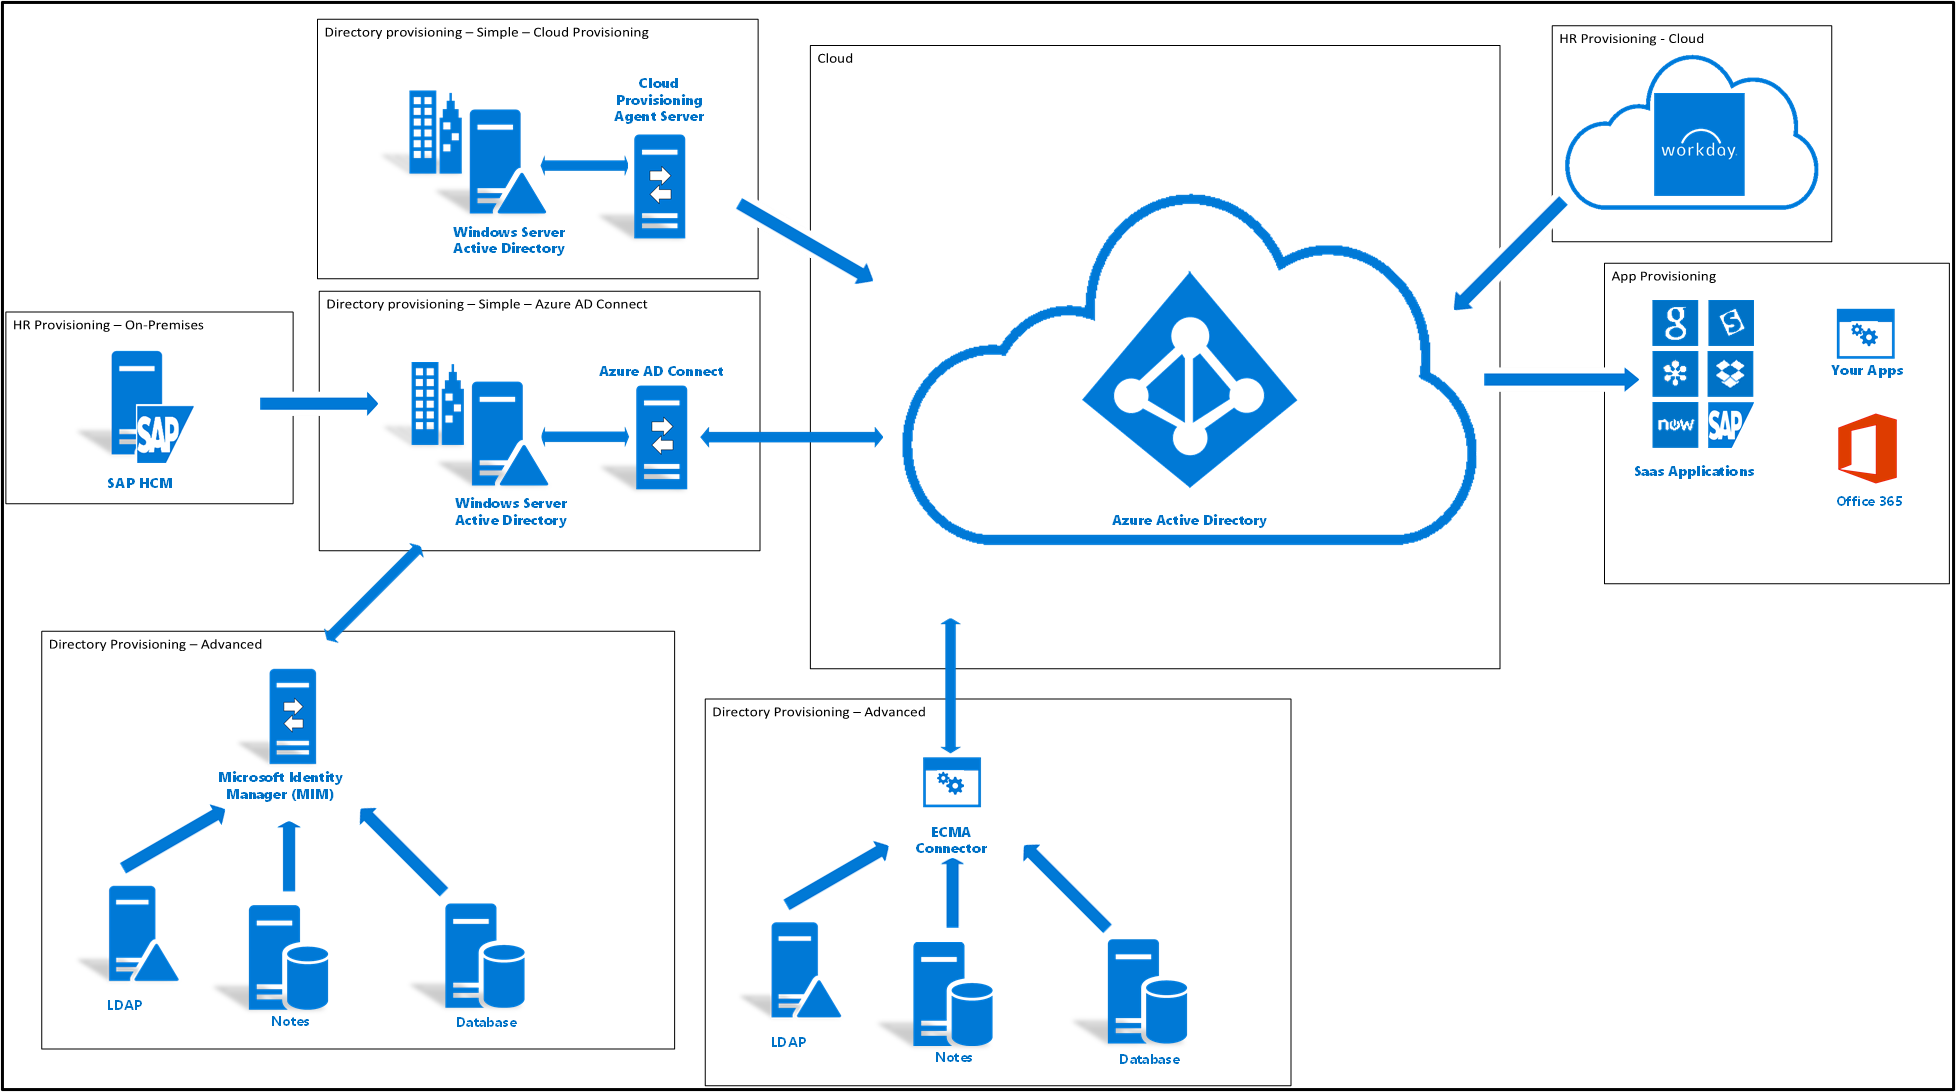 Directory provisioning – Simple – Cloud Provisioning
Cloud
Provisioning
Agent Server
Windows Server
Active Directory
Cloud
Azure Active Directory
HR Provisioning - Cloud
workday
App Provisioning
g
S
now
SAP
Saas Applications
Your Apps
Office 365
HR Provisioning – On-Premises
SAP
SAP HCM
Directory provisioning – Simple – Azure AD Connect
Azure AD Connect
Windows Server
Active Directory
Directory Provisioning – Advanced
Microsoft Identity
Manager (MIM)
LDAP
Notes
Database
Directory Provisioning – Advanced
ECMA
Connector
LDAP
Notes
Database